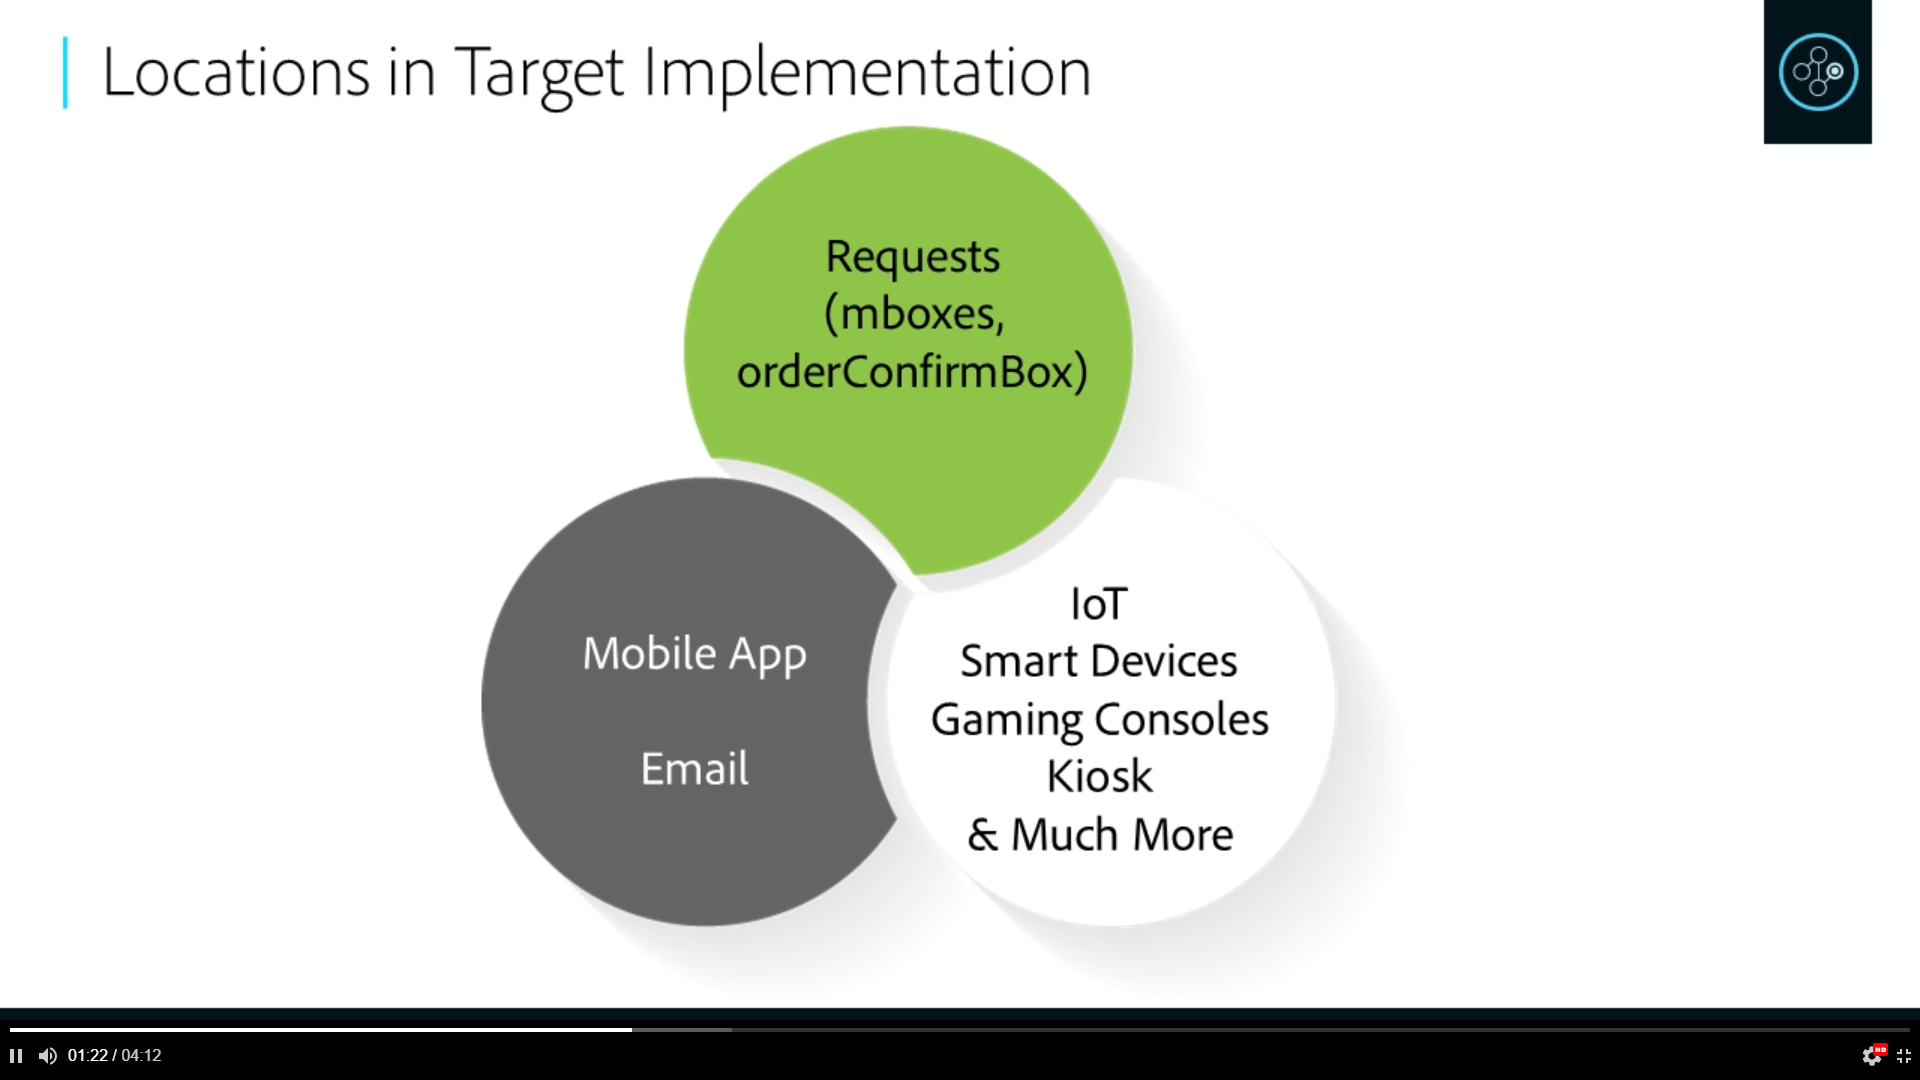 Locations in Target Implementation
Requests
(mboxes,
orderConfirmBox)
Mobile App
Email
IoT
Smart Devices
Gaming Consoles
Kiosk
& Much More
01:22 / 04:12
HD